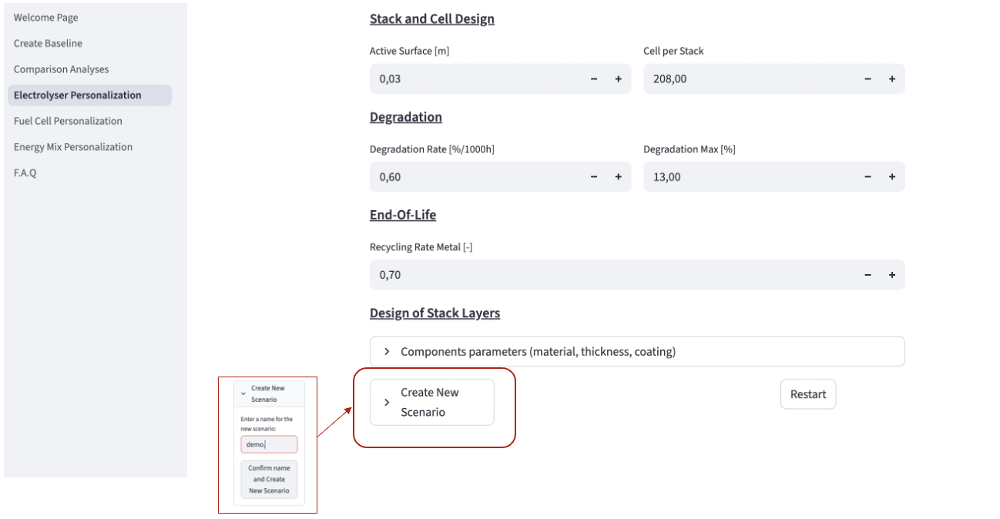 Welcome Page
Create Baseline
Comparison Analyses
Electrolyser Personalization
Fuel Cell Personalization
Energy Mix Personalization
F.A.Q
Stack and Cell Design
Active Surface [m]
Cell per Stack
0,03
208,00
Degradation
Degradation Rate [%/1000h]
Degradation Max [%]
0,60
13,00
End-Of-Life
Recycling Rate Metal [-]
0,70
Design of Stack Layers
Components parameters (material, thickness, coating)
Create New
Scenario
Restart
Create New
Scenario
Enter a name for the
new scenario:
demo.
Confirm name
and Create
New Scenario